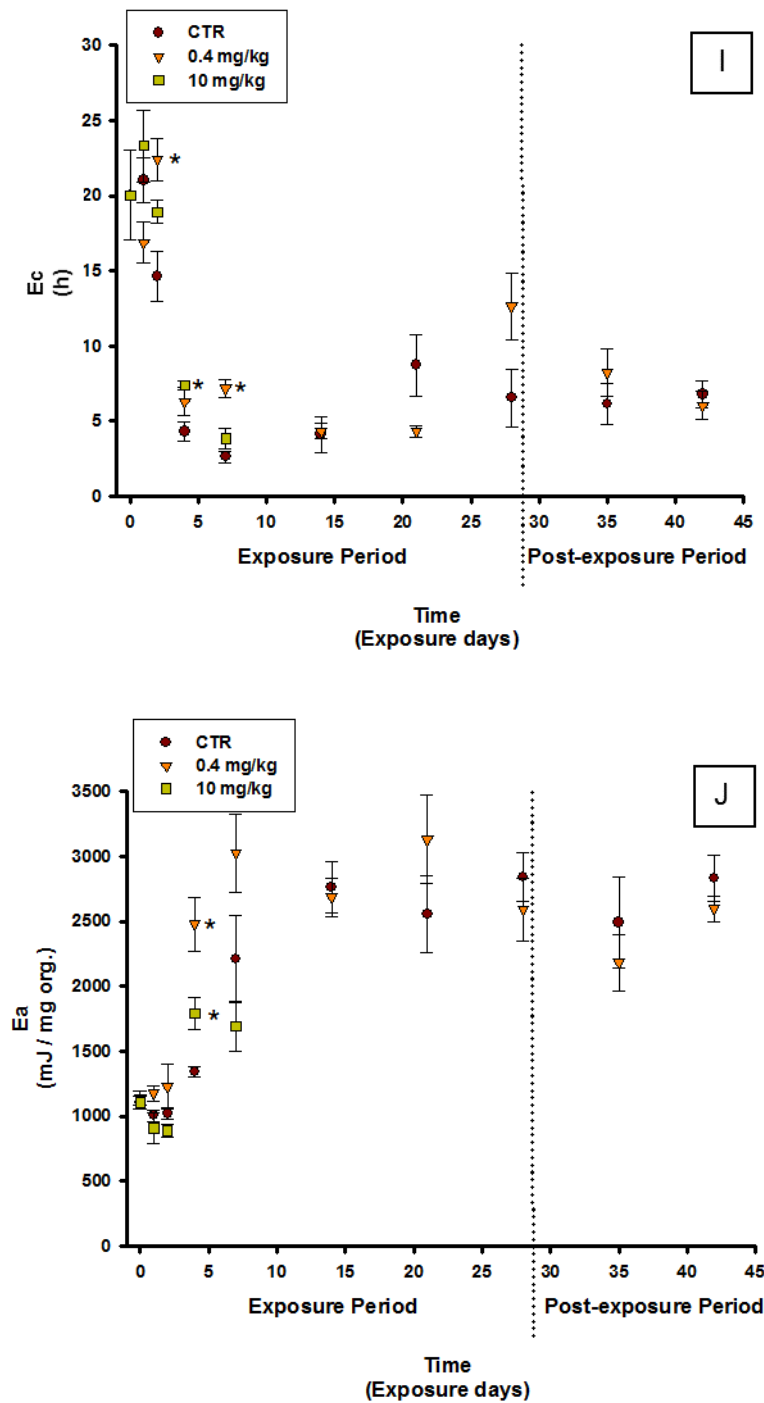 CTR
0.4 mg/kg
10 mg/kg
I
30
25
20
15
10
5
0
Ec
(h)
*
* *
0 5 10 15 20 25 30 35 40 45
Exposure Period Post-exposure Period
Time
(Exposure days)
CTR
0.4 mg/kg
10 mg/kg
J
3500
3000
2500
2000
1500
1000
500
0
Ea
(mJ / mg org.)
*
*
0 5 10 15 20 25 30 35 40 45
Exposure Period Post-exposure Period
Time
(Exposure days)